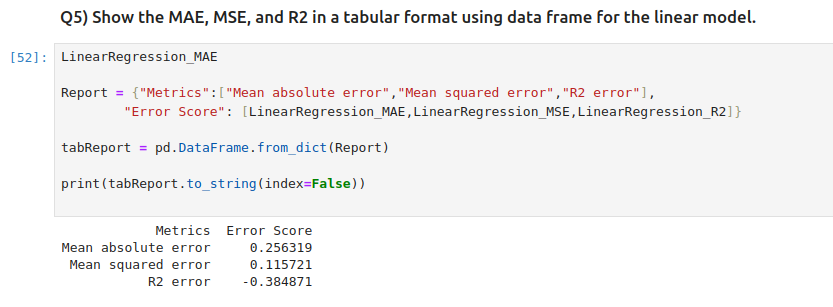 Q5) Show the MAE, MSE, and R2 in a tabular format using data frame for the linear model.
[52]: LinearRegression_MAE
Report = {"Metrics":["Mean absolute error","Mean squared error","R2 error"],
"Error Score": [LinearRegression_MAE,LinearRegression_MSE,LinearRegression_R2]}
tabReport = pd.DataFrame.from_dict(Report)
print(tabReport.to_string(index=False))
Metrics Error Score
Mean absolute error 0.256319
Mean squared error 0.115721
R2 error -0.384871